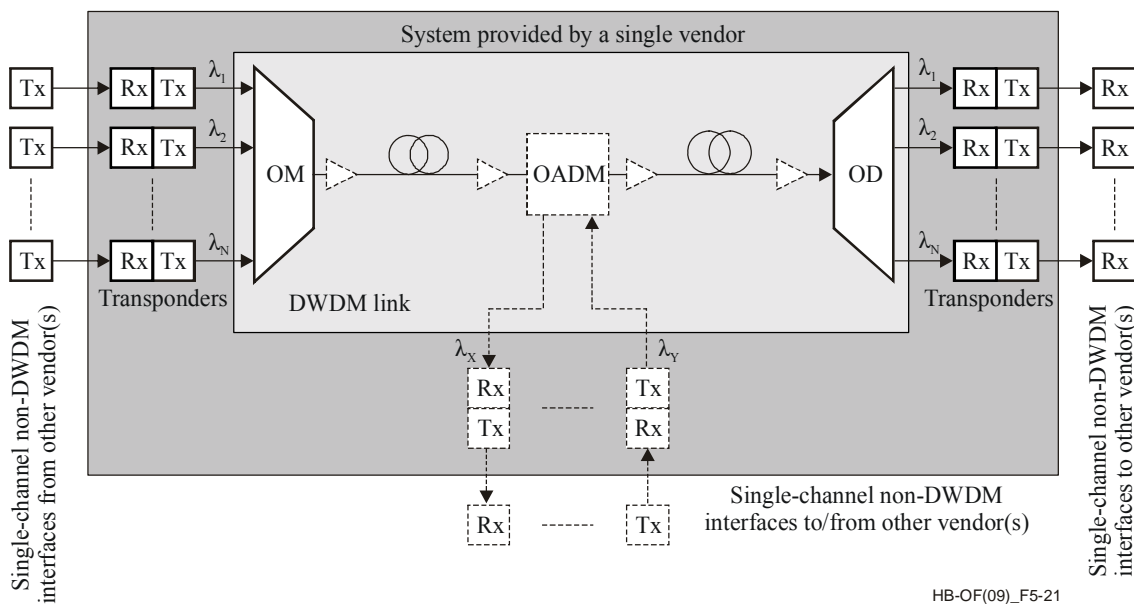 System provided by a single vendor
Tx
Rx Tx
λ1
OM
OADM
OD
λ1
Rx Tx
Rx
Tx
Rx Tx
λ2
λ2
Rx Tx
Rx
Tx
Rx Tx
λN
λN
Rx Tx
Rx
Transponders
DWDM link
Transponders
Single-channel non-DWDM
interfaces from other vendor(s)
λX
λY
Rx
Tx
Tx
Rx
Rx
Tx
Single-channel non-DWDM
interfaces to/from other vendor(s)
Single-channel non-DWDM
interfaces to other vendor(s)
HB-OF(09)_F5-21